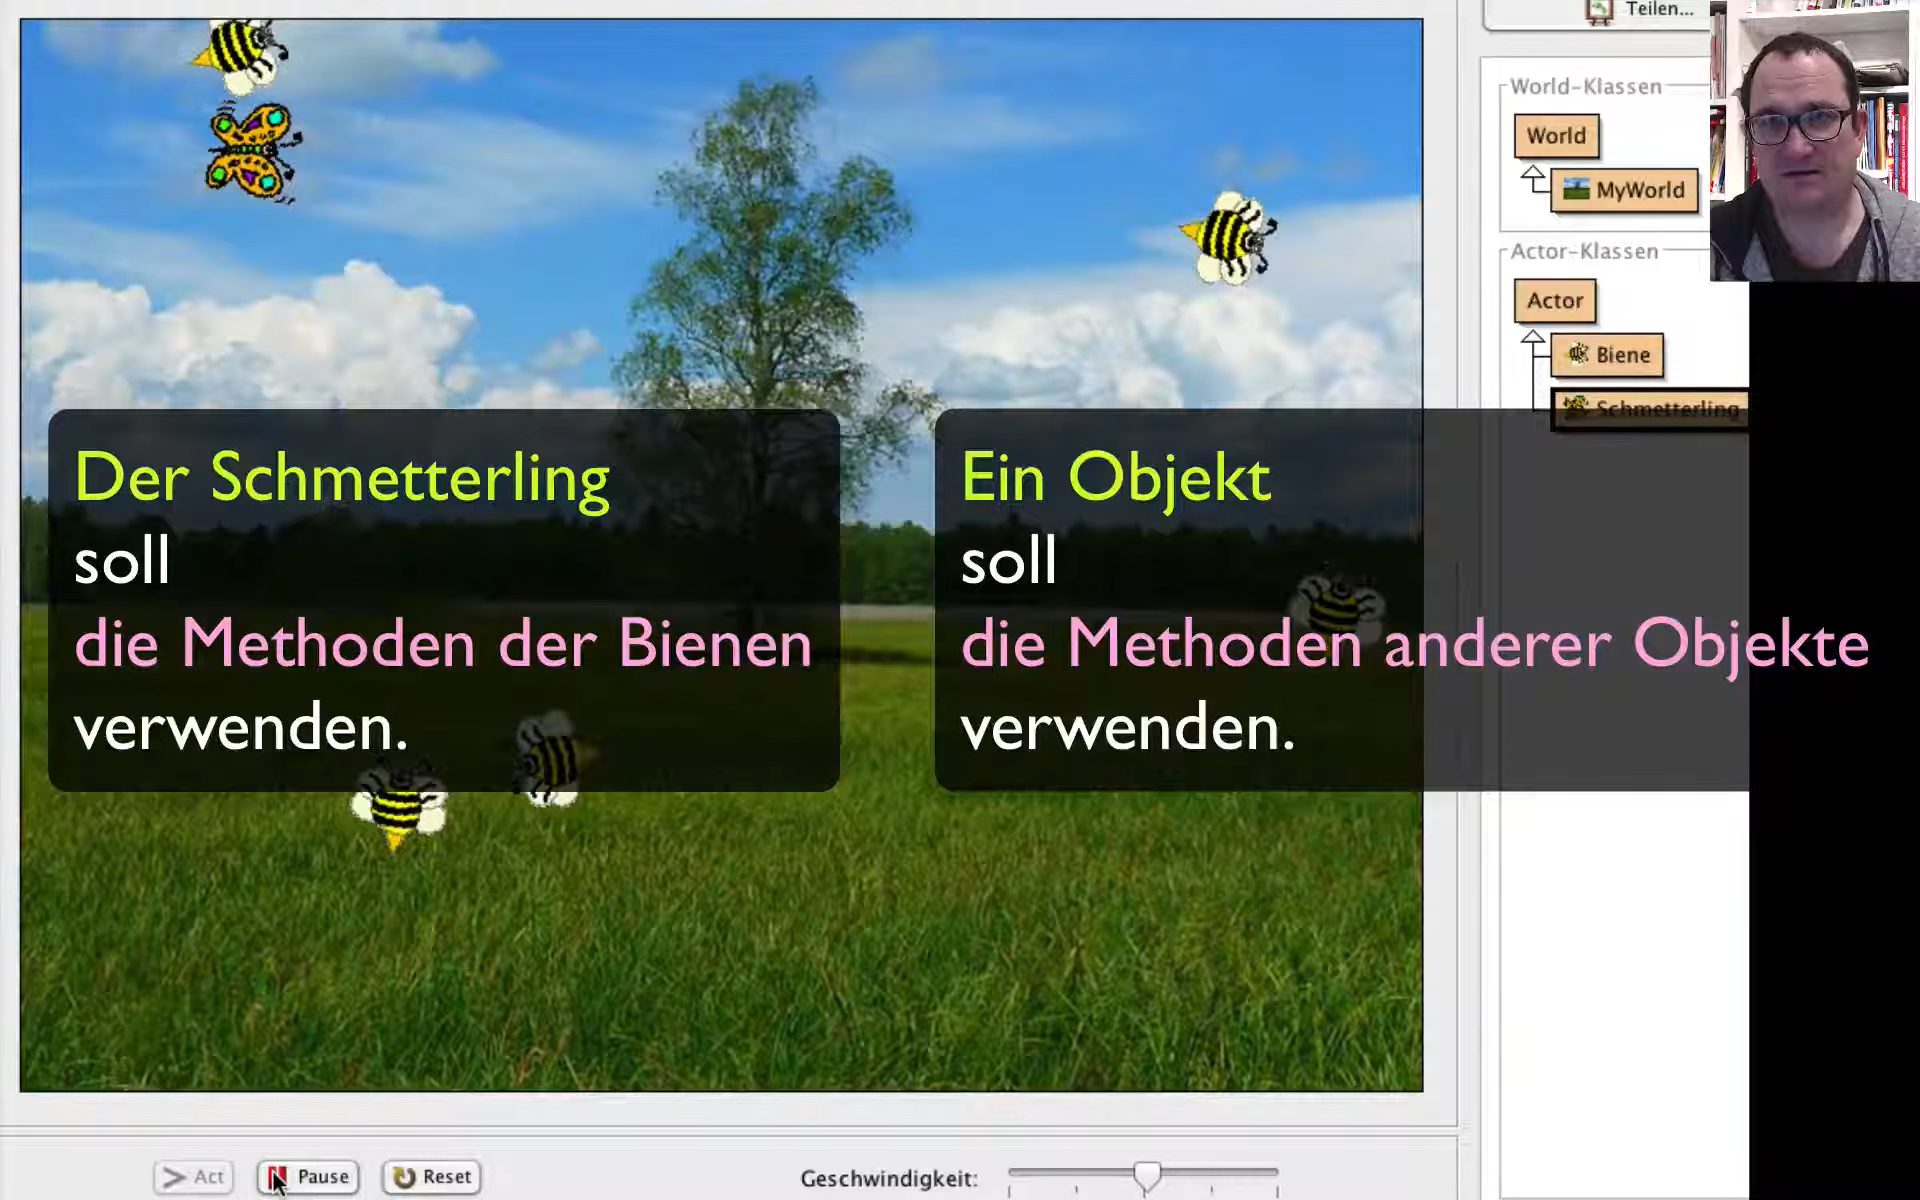 Teilen...
World-Klassen
World
MyWorld
Actor-Klassen
Actor
Biene
Schmetterling
Der Schmetterling
soll
die Methoden der Bienen
verwenden.
Ein Objekt
soll
die Methoden anderer Objekte
verwenden.
Act
Pause
Reset
Geschwindigkeit: